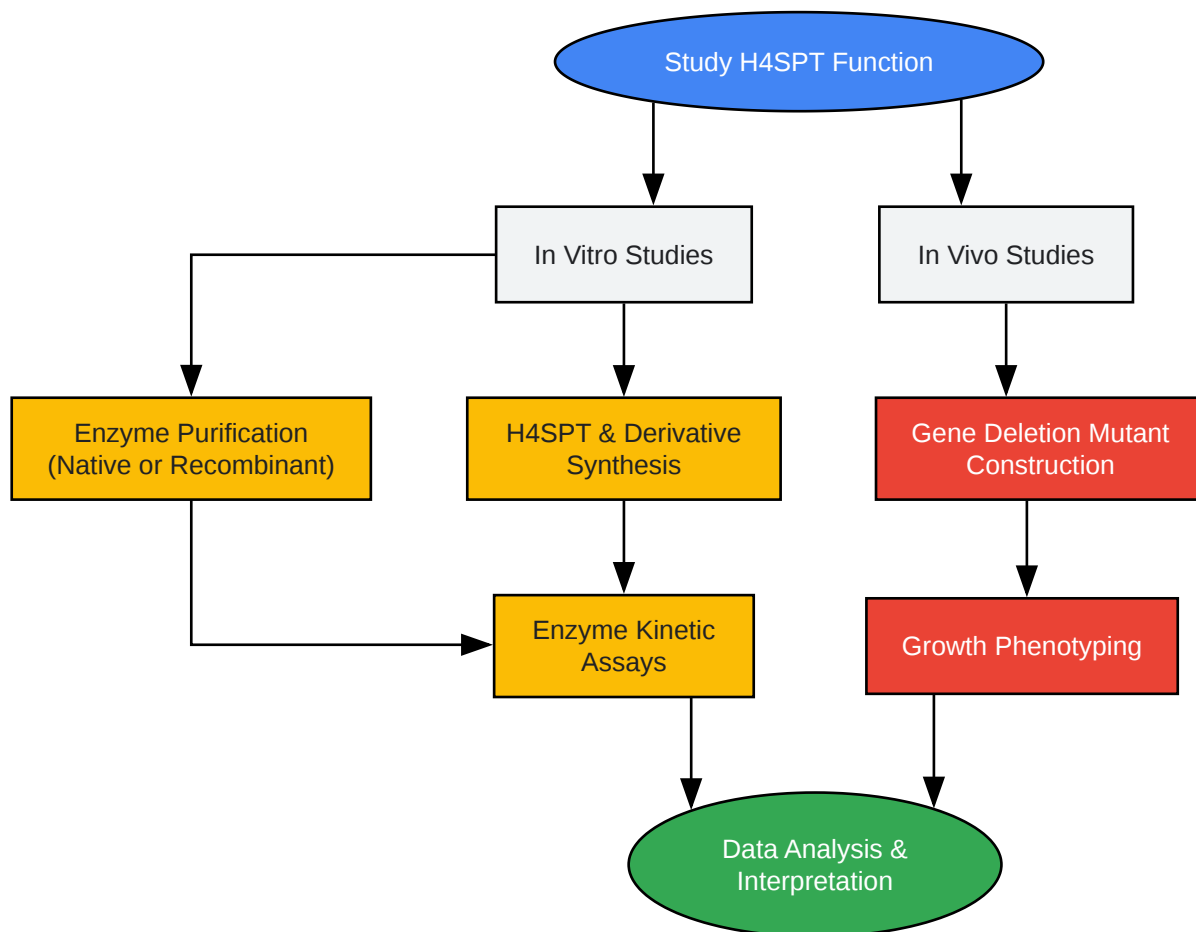 Study H4SPT Function
In Vitro Studies
In Vivo Studies
Enzyme Purification
(Native or Recombinant)
H4SPT & Derivative
Synthesis
Gene Deletion Mutant
Construction
Enzyme Kinetic
Assays
Growth Phenotyping
Data Analysis &
Interpretation